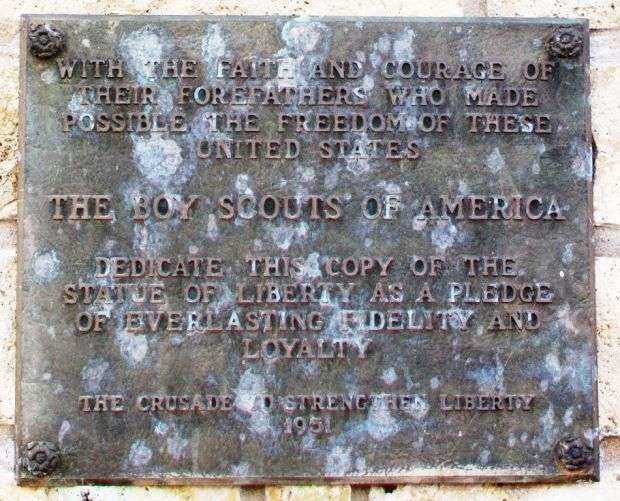 WITH THE FAITH AND COURAGE OF
THEIR FOREFATHERS WHO MADE
POSSIBLE THE FREEDOM OF THESE
UNITED STATES
THE BOY SCOUTS OF AMERICA
DEDICATE THIS COPY OF THE
STATUE OF LIBERTY AS A PLEDGE
OF EVERLASTING FIDELITY AND
LOYALTY
THE CRUSADE TO STRENGTHEN LIBERTY
1951